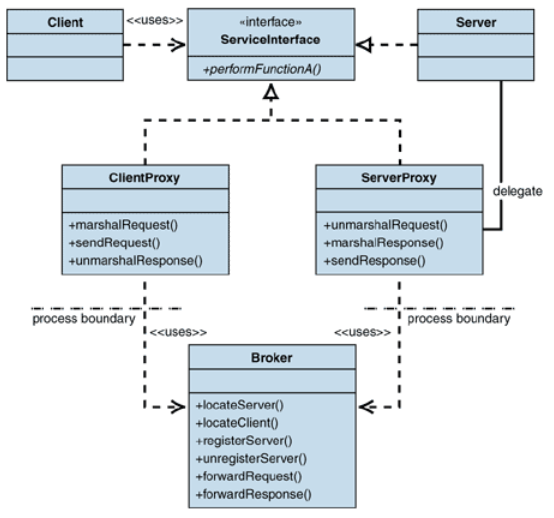 Client
<<uses>>
«interface»
ServiceInterface
+performFunctionA()
Server
ClientProxy
+marshalRequest()
+sendRequest()
+unmarshalResponse()
ServerProxy
+unmarshalRequest()
+marshalResponse()
+sendResponse()
delegate
process boundary
<<uses>>
<<uses>>
process boundary
Broker
+locateServer()
+locateClient()
+registerServer()
+unregisterServer()
+forwardRequest()
+forwardResponse()